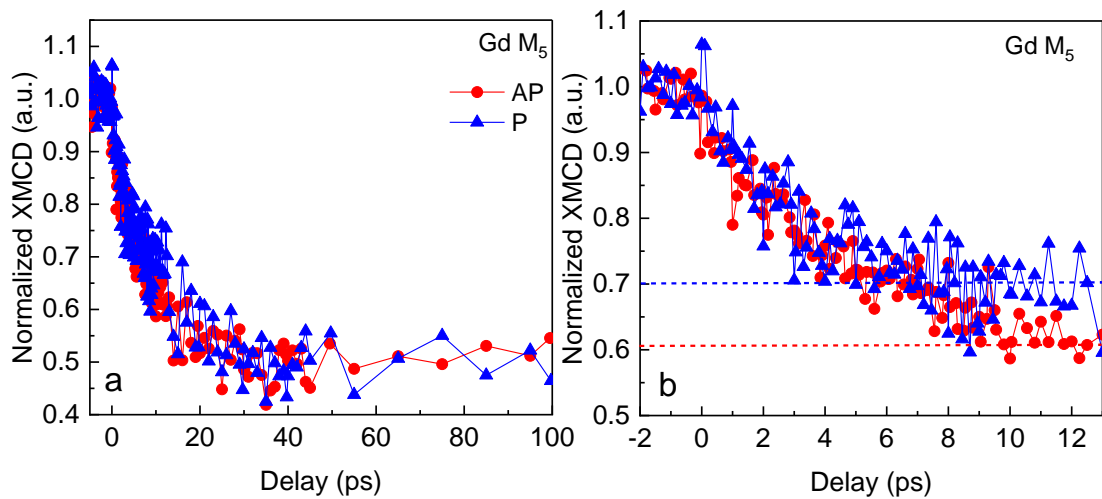 Gd M5
AP
P
a
Normalized XMCD (a.u.)
1.1
1.0
0.9
0.8
0.7
0.6
0.5
0.4
0 20 40 60 80 100
Delay (ps)
Gd M5
b
Normalized XMCD (a.u.)
1.1
1.0
0.9
0.8
0.7
0.6
0.5
-2 0 2 4 6 8 10 12
Delay (ps)